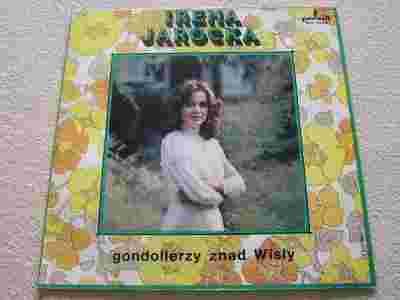 IRENA
JAROCKA
gondolierzy znad Wisły